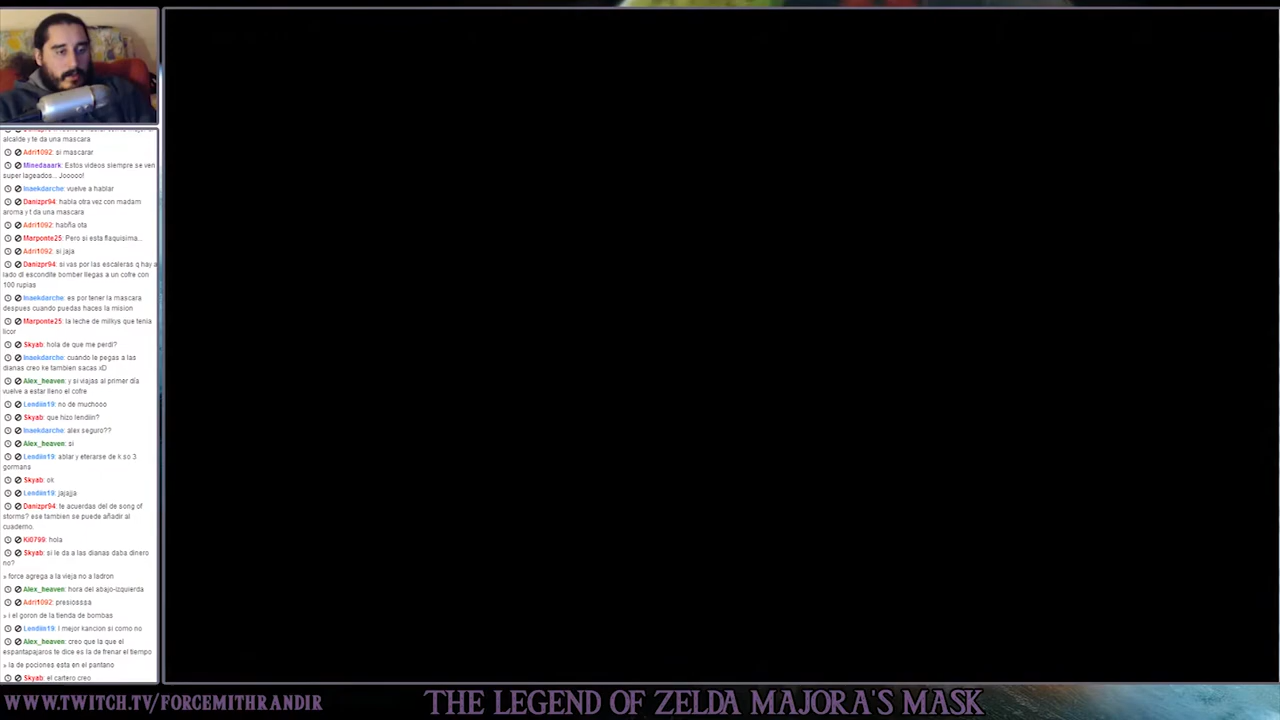 alcalde y te da una mascara
Adri1092: si mascarar
Minedaaark: Estos videos siempre se ven
super lageados... Jooooo!
Inaekdarche: vuelve a hablar
Danizpr94: habla otra vez con madam
aroma y t da una mascara
Adri1092: habña ota
Marponte25: Pero si esta flaquisima...
Adri1092: si jaja
Danizpr94: si vas por las escaleras q hay a
lado dl escondite bomber llegas a un cofre con
100 rupias
Inaekdarche: es por tener la mascara
despues cuando puedas haces la mision
Marponte25: la leche de milkys que tenia
licor
Skyab: hola de que me perdi?
Inaekdarche: cuando le pegas a las
dianas creo ke tambien sacas xD
Alex_heaven: y si viajas al primer día
vuelve a estar lleno el cofre
Lendiin19: no de muchooo
Skyab: que hizo lendiin?
Inaekdarche: alex seguro??
Alex_heaven: si
Lendiin19: ablar y eterarse de k so 3
gormans
Skyab: ok
Lendiin19: jajajja
Danizpr94: te acuerdas del de song of
storms? ese tambien se puede añadir al
cuaderno.
Ki0799: hola
Skyab: si le da a las dianas daba dinero
no?
» force agrega a la vieja no a ladron
Alex_heaven: hora del abajo-izquierda
Adri1092: presiosssa
» i el goron de la tienda de bombas
Lendiin19: l mejor kancion si como no
Alex_heaven: creo que la que el
espantapajaros te dice es la de frenar el tiempo
» la de pociones esta en el pantano
Skyab: el cartero creo
WWW.TWITCH.TV/FORCEMITHRANDIR
THE LEGEND OF ZELDA MAJORA'S MASK